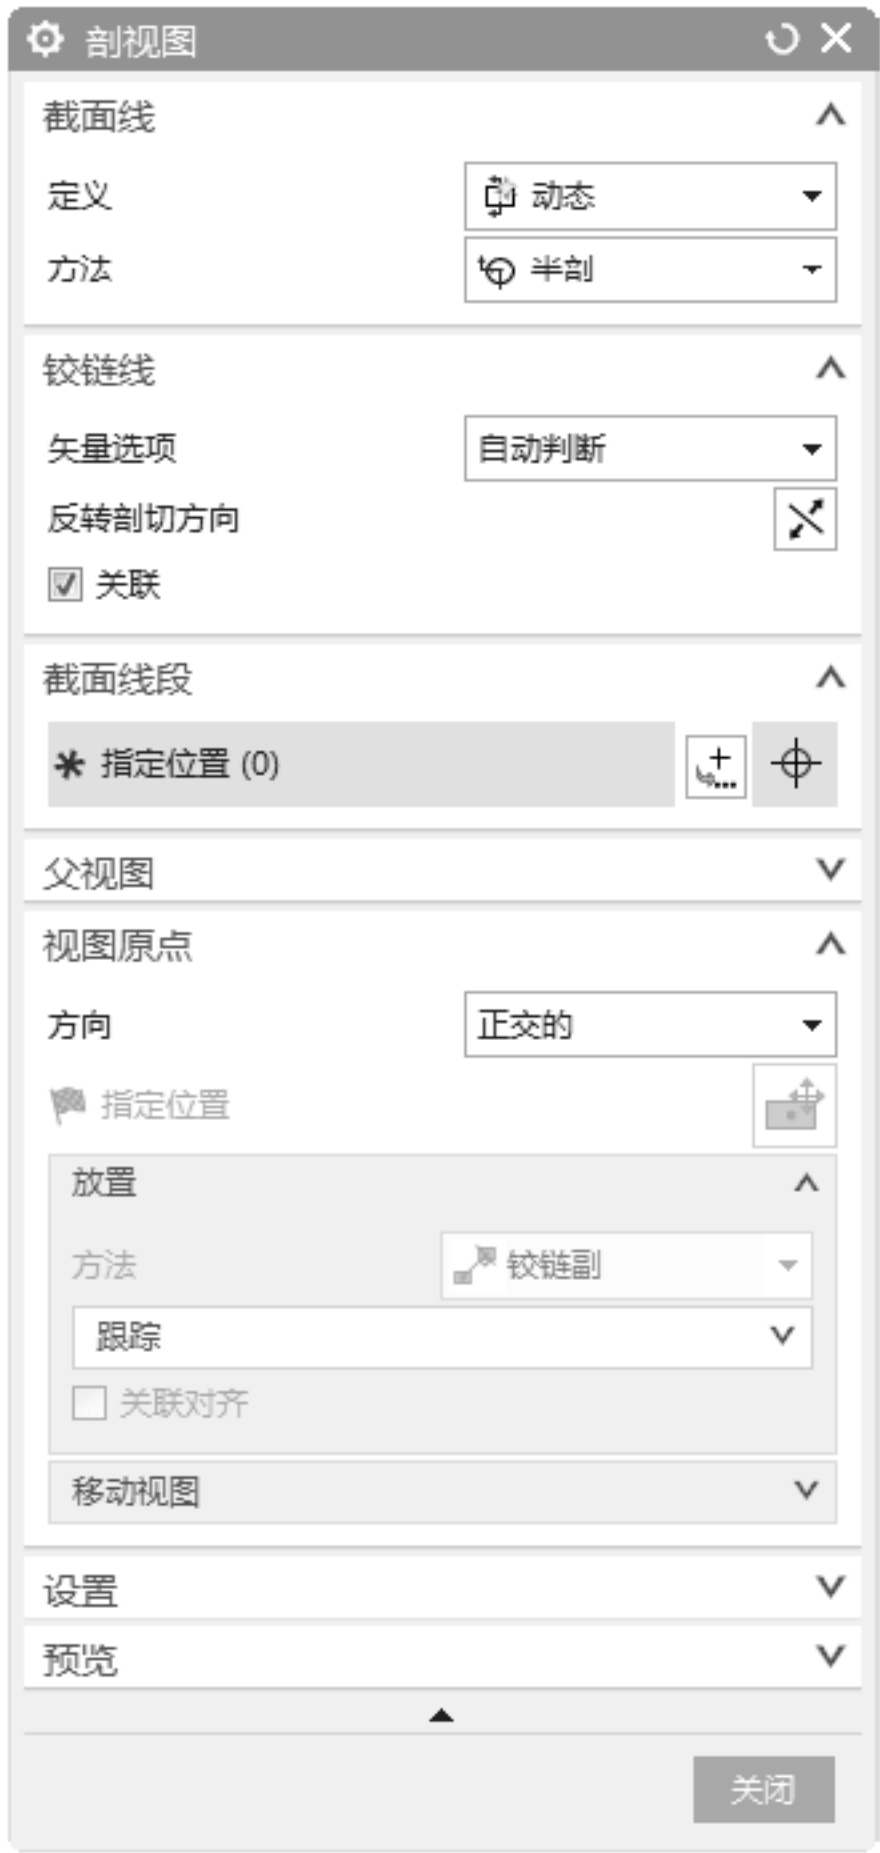 剖视图
截面线
定义 动态
方法 半剖
铰链线
矢量选项 自动判断
反转剖切方向
关联
截面线段
指定位置 (0)
父视图
视图原点
方向 正交的
指定位置
放置
方法 铰链副
跟踪
关联对齐
移动视图
设置
预览
关闭